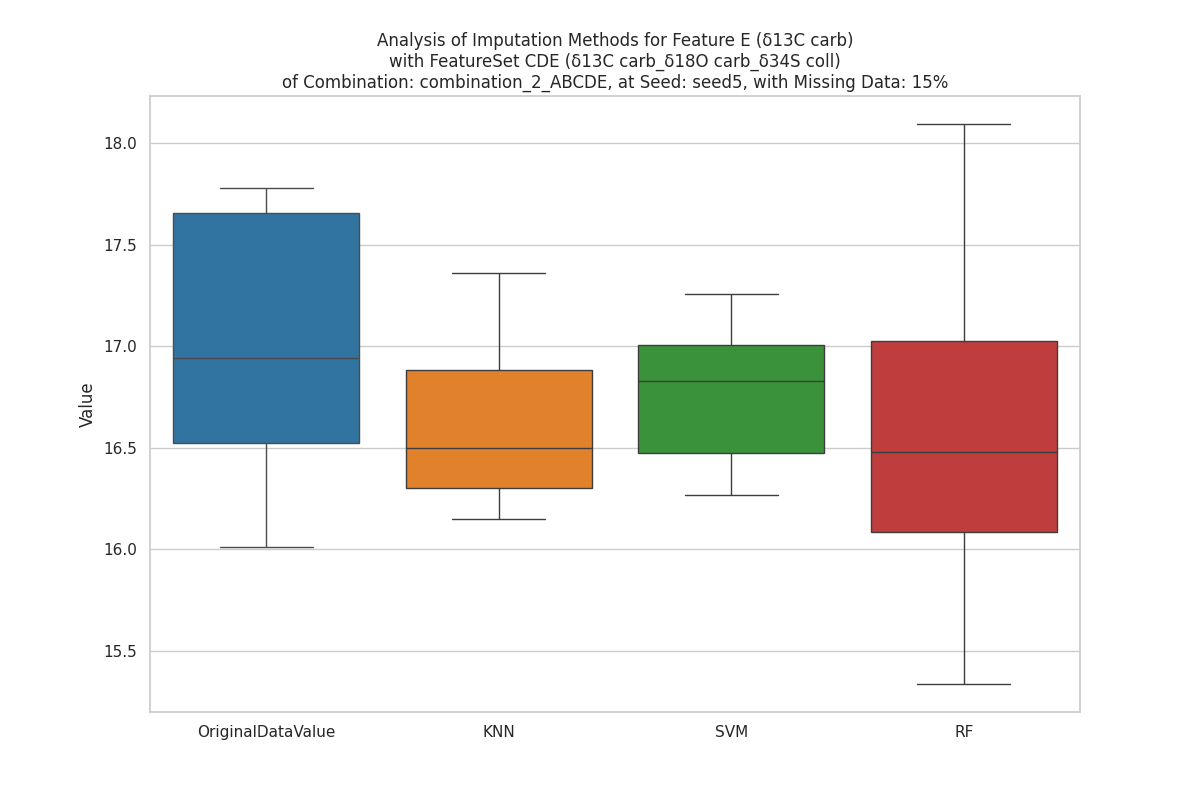 Analysis of Imputation Methods for Feature E (δ13C carb)
with FeatureSet CDE (δ13C carb_δ18O carb_δ34S coll)
of Combination: combination_2_ABCDE, at Seed: seed5, with Missing Data: 15%
18.0
17.5
17.0
16.5
16.0
15.5
Value
OriginalDataValue
KNN
SVM
RF